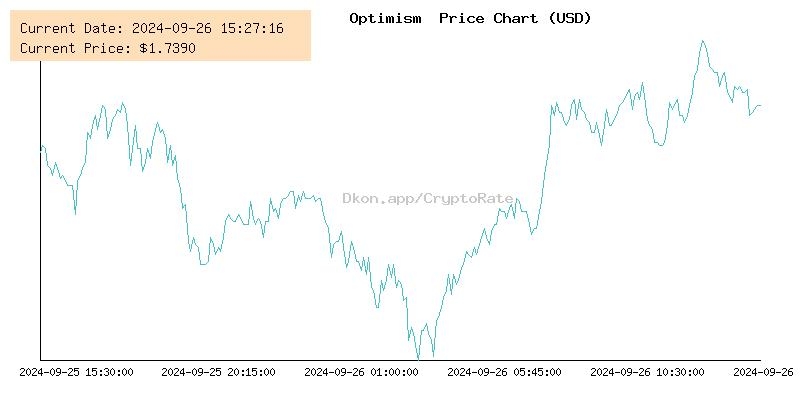 Optimism  Price Chart (USD)
Current Date: 2024-09-26 15:27:16
Current Price: $1.7390
Dkon.app/CryptoRate
2024-09-25 15:30:00 2024-09-25 20:15:00 2024-09-26 01:00:00 2024-09-26 05:45:00 2024-09-26 10:30:00 2024-09-26